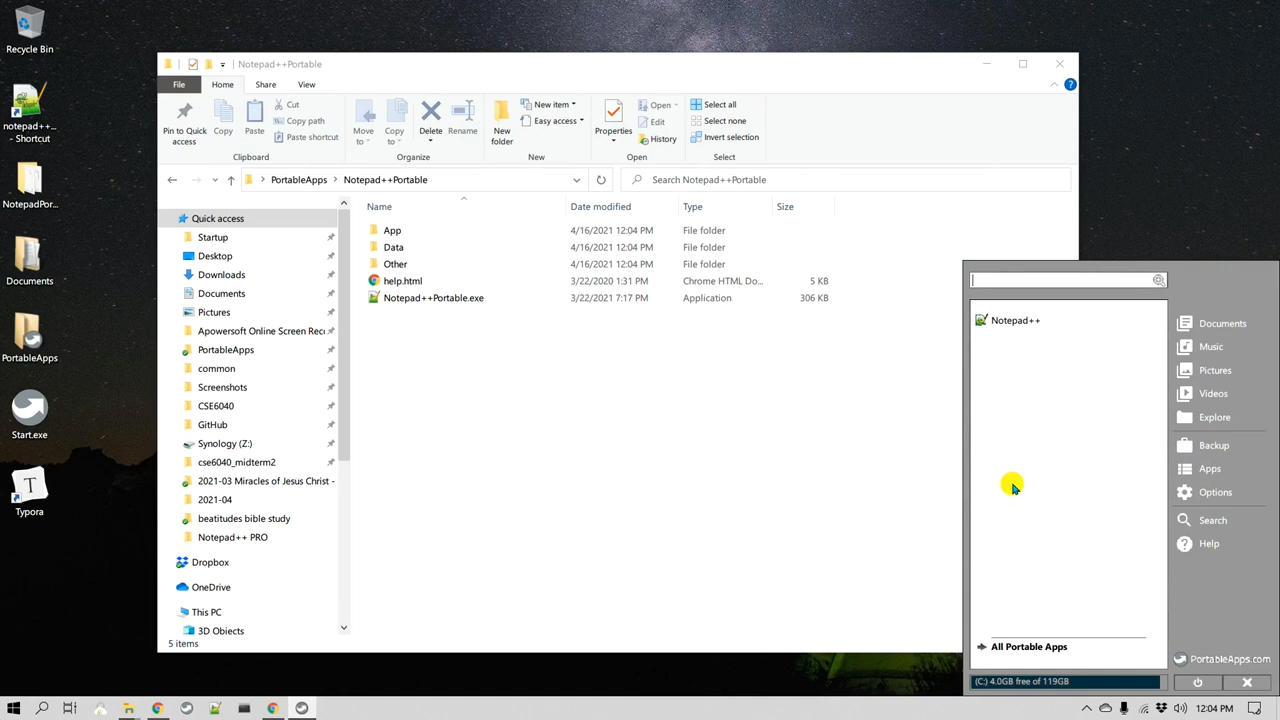 Recycle Bin
notepad++...
- Shortcut
NotepadPor...
Documents
PortableApps
Start.exe
Typora
Notepad++Portable
File
Home
Share
View
Pin to Quick
access
Copy
Paste
Cut
Copy path
Paste shortcut
Clipboard
Move
to
Copy
to
Delete
Rename
Organize
New
folder
New item
Easy access
New
Properties
Open
Edit
History
Open
Select all
Select none
Invert selection
Select
PortableApps > Notepad++Portable
Search Notepad++Portable
Name Date modified Type Size
App 4/16/2021 12:04 PM File folder
Data 4/16/2021 12:04 PM File folder
Other 4/16/2021 12:04 PM File folder
help.html 3/22/2020 1:31 PM Chrome HTML Do... 5 KB
Notepad++Portable.exe 3/22/2021 7:17 PM Application 306 KB
Quick access
Startup
Desktop
Downloads
Documents
Pictures
Apowersoft Online Screen Rec
PortableApps
common
Screenshots
CSE6040
GitHub
Synology (Z:)
cse6040_midterm2
2021-03 Miracles of Jesus Christ -
2021-04
beatitudes bible study
Notepad++ PRO
Dropbox
OneDrive
This PC
3D Objects
5 items
Notepad++
All Portable Apps
(C:) 4.0GB free of 119GB
Documents
Music
Pictures
Videos
Explore
Backup
Apps
Options
Search
Help
PortableApps.com
12:04 PM